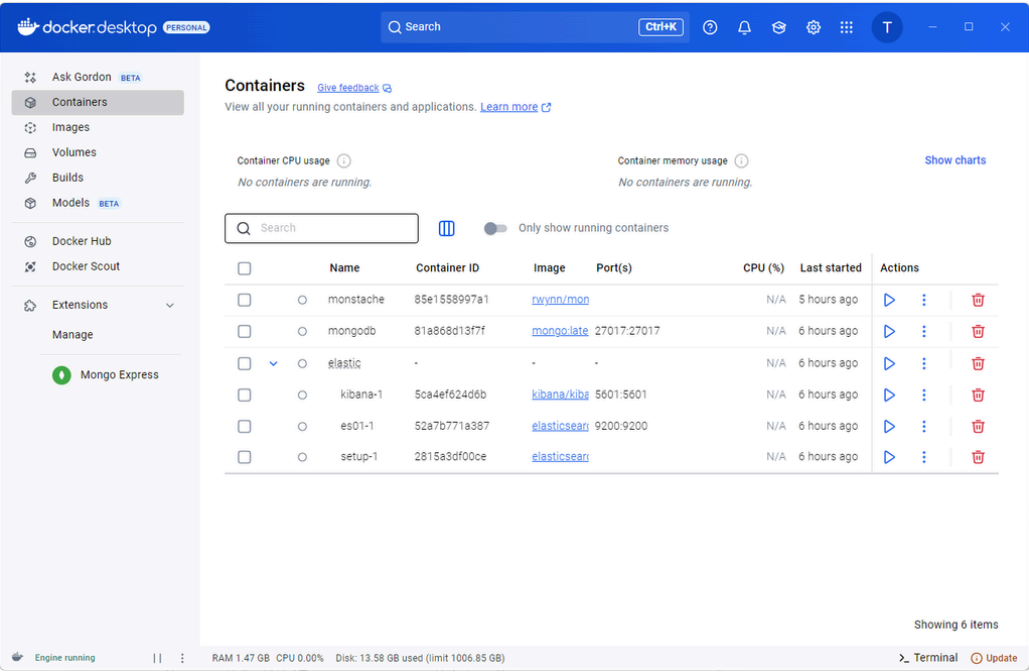 docker.desktop PERSONAL Search Ctrl+K T
Ask Gordon BETA
Containers
Images
Volumes
Builds
Models BETA
Docker Hub
Docker Scout
Extensions
Manage
Mongo Express
Containers Give feedback
View all your running containers and applications. Learn more
Container CPU usage Container memory usage Show charts
No containers are running. No containers are running.
Search Only show running containers
Name Container ID Image Port(s) CPU (%) Last started Actions
monstache 85e1558997a1 rwynn/mon N/A 5 hours ago
mongodb 81a868d13f7f mongo:late 27017:27017 N/A 6 hours ago
elastic - - - N/A 6 hours ago
kibana-1 5ca4ef624d6b kibana/kiba 5601:5601 N/A 6 hours ago
es01-1 52a7b771a387 elasticsear 9200:9200 N/A 6 hours ago
setup-1 2815a3df00ce elasticsear N/A 6 hours ago
Showing 6 items
Engine running RAM 1.47 GB CPU 0.00% Disk: 13.58 GB used (limit 1006.85 GB) Terminal Update